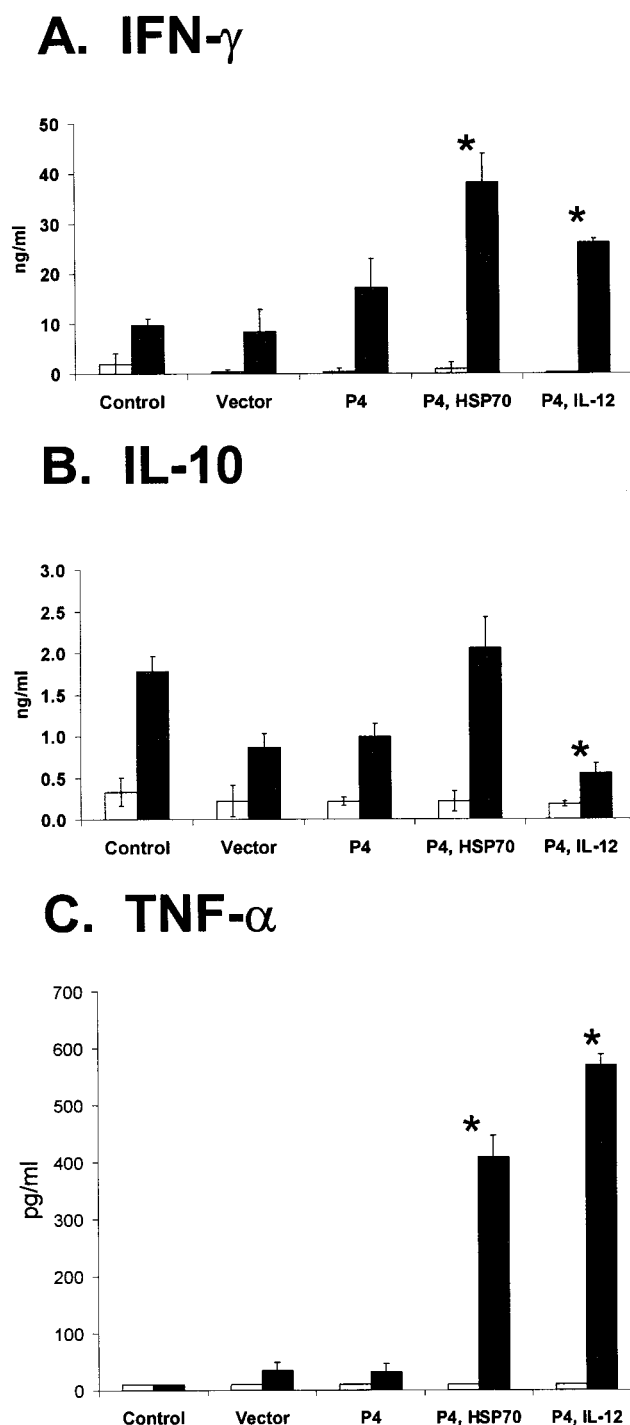 A. IFN-γ
50
40
30
20
10
0
ng/ml
*
*
Control Vector P4 P4, HSP70 P4, IL-12
B. IL-10
3.0
2.5
2.0
1.5
1.0
0.5
0.0
ng/ml
*
Control Vector P4 P4, HSP70 P4, IL-12
C. TNF-α
700
600
500
400
300
200
100
0
pg/ml
*
*
Control Vector P4 P4, HSP70 P4, IL-12